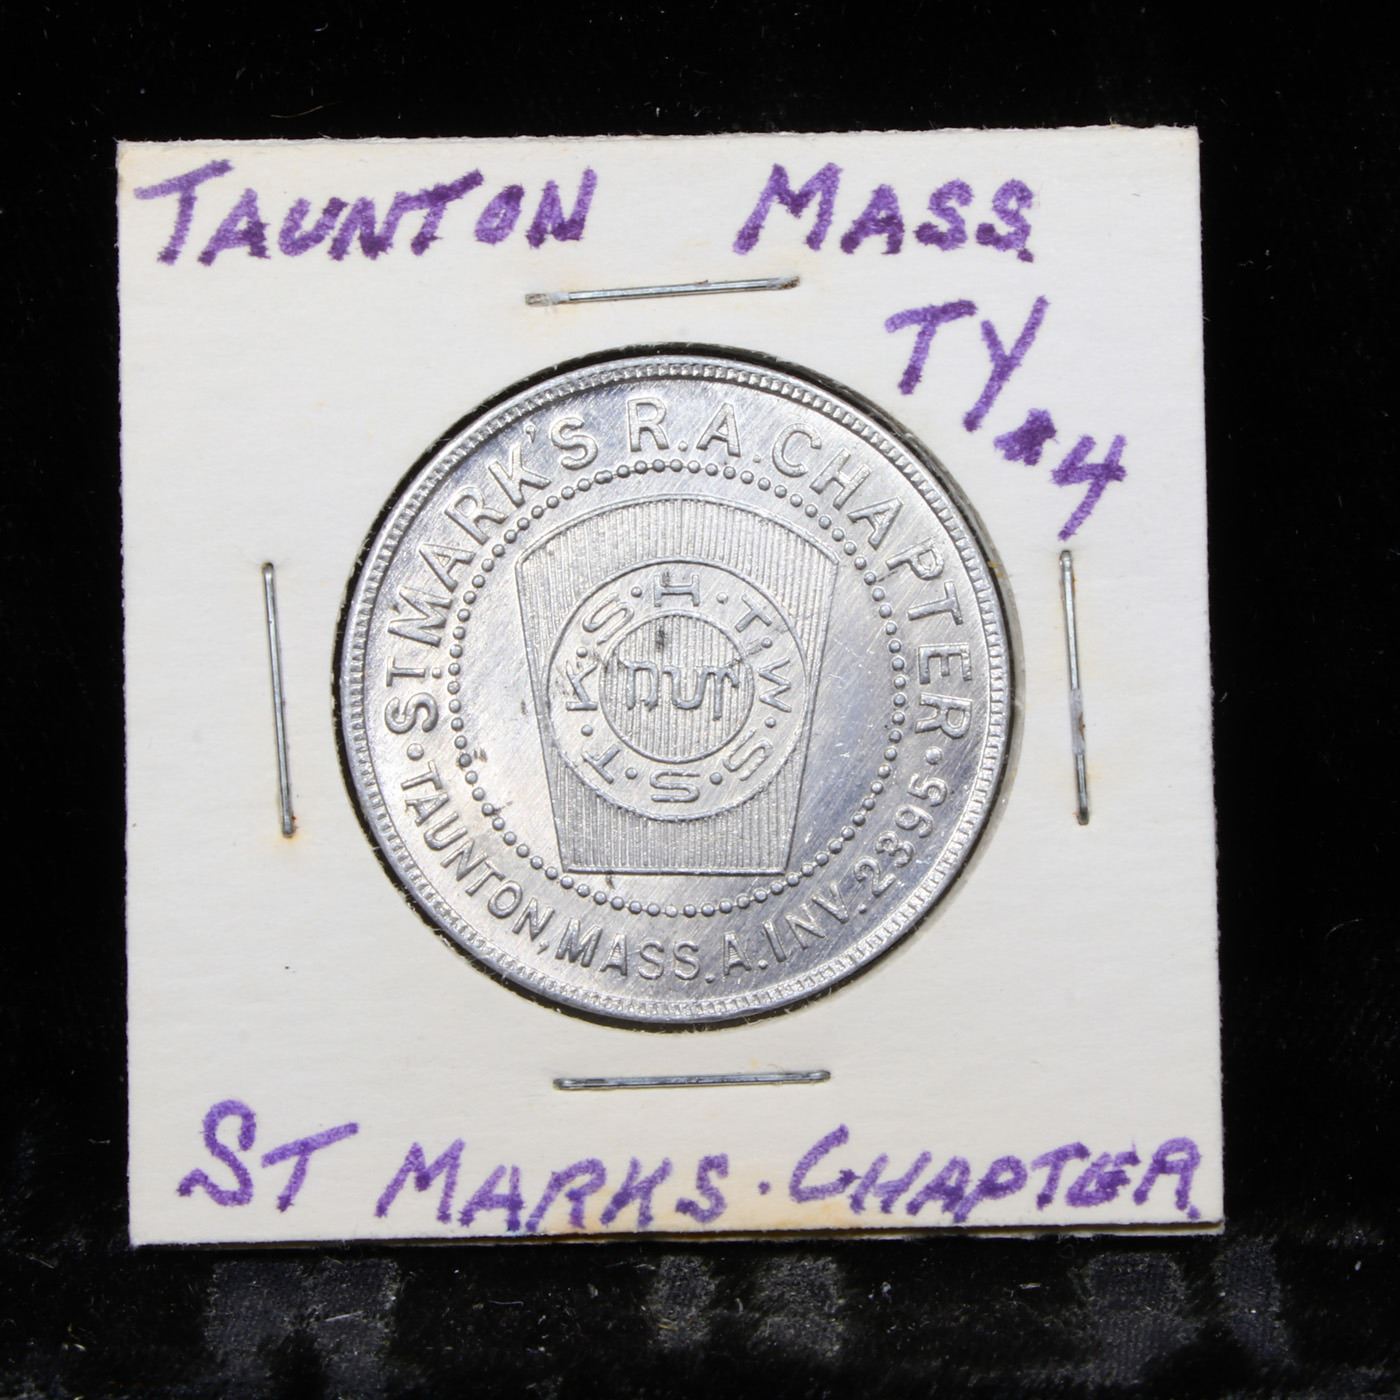 TAUNTON MASS
TY.4
ST MARK'S R.A. CHAPTER
H·T·W·S·S·T·K·S
TAUNTON, MASS. A. INV. 2395
ST MARKS. CHAPTER